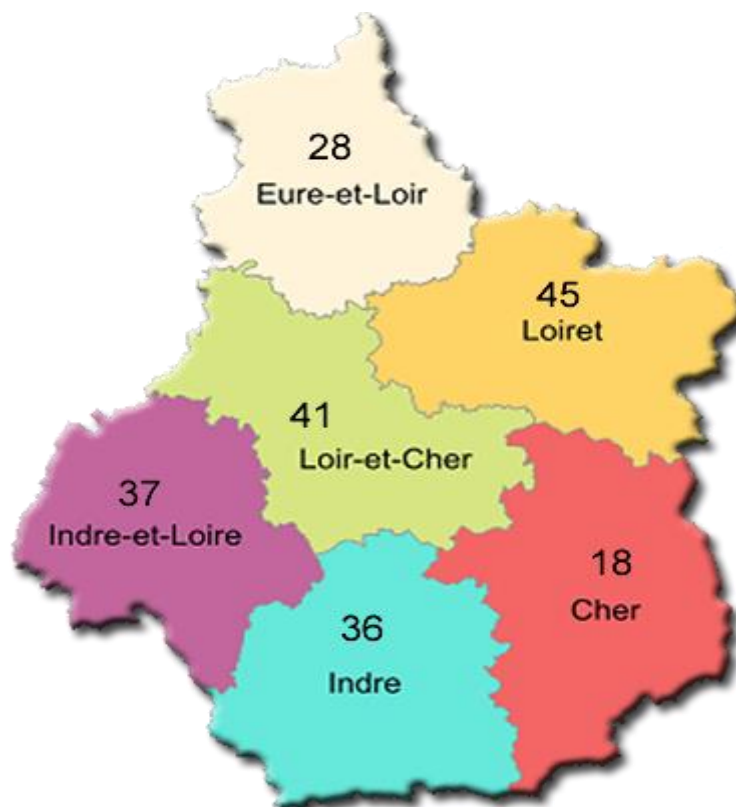 28
Eure-et-Loir
45
Loiret
41
Loir-et-Cher
37
Indre-et-Loire
18
Cher
36
Indre